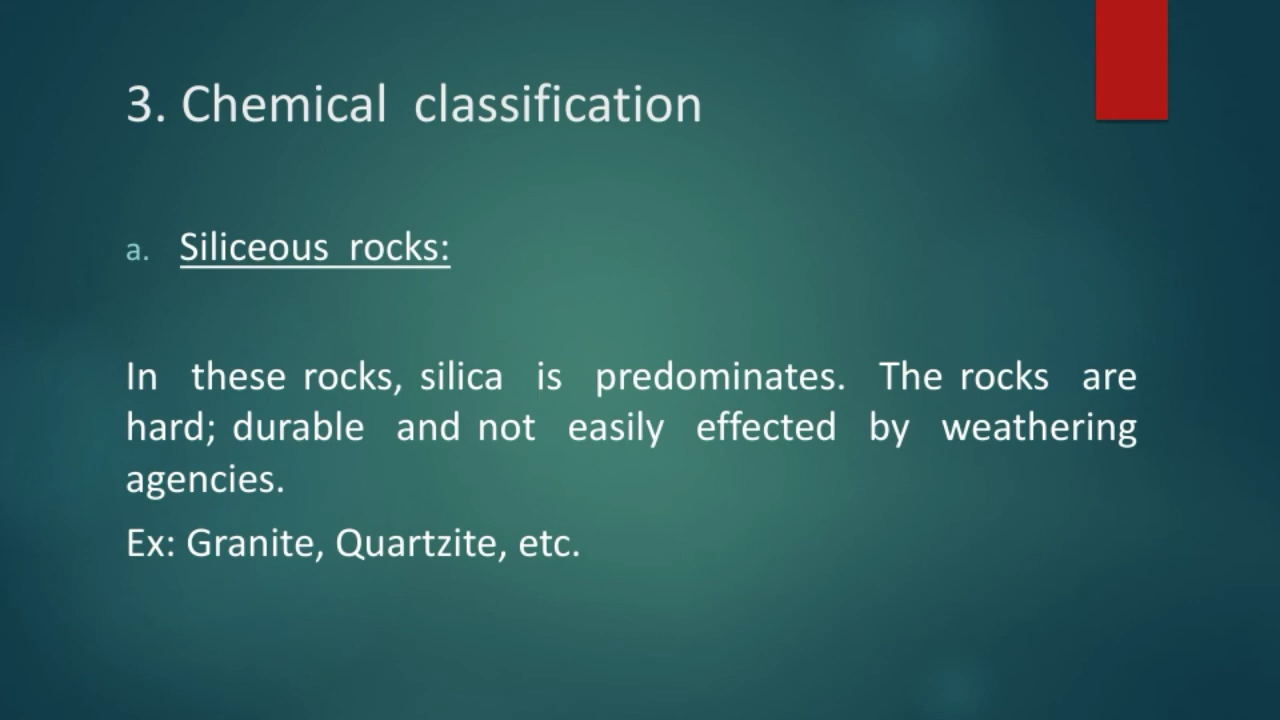 3. Chemical classification
a. Siliceous rocks:
In these rocks, silica is predominates. The rocks are
hard; durable and not easily effected by weathering
agencies.
Ex: Granite, Quartzite, etc.